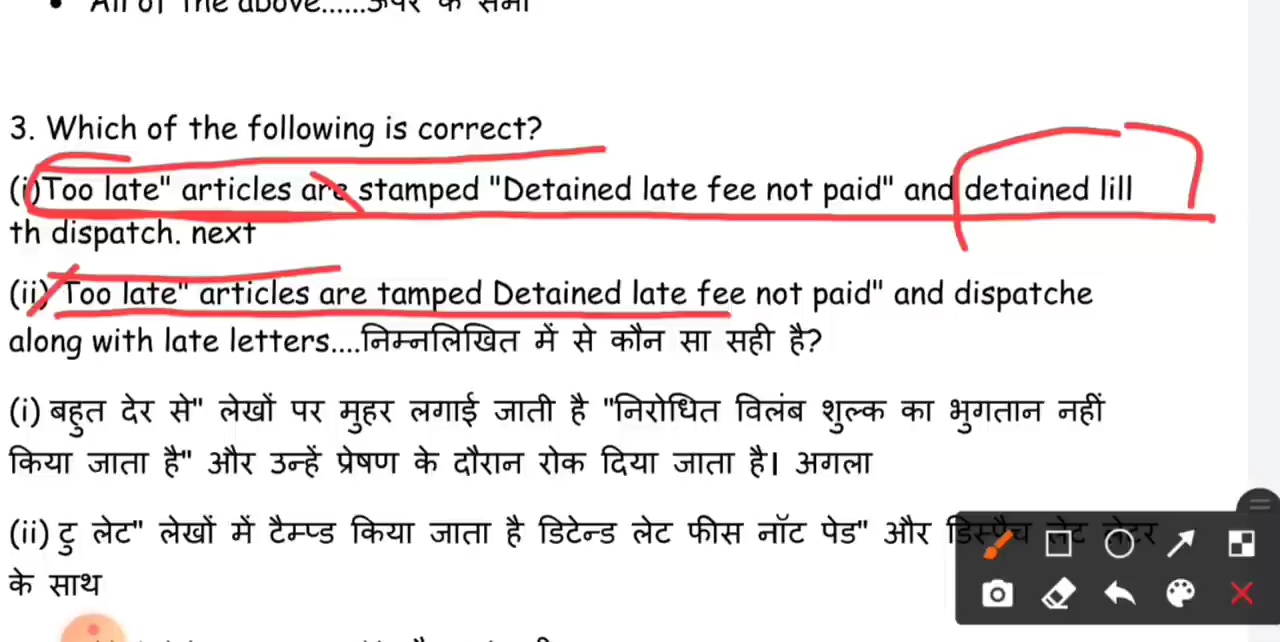 • All of the above......ऊपर के सभी
3. Which of the following is correct?
(i)Too late" articles are stamped "Detained late fee not paid" and detained lill
th dispatch. next
(ii) Too late" articles are tamped Detained late fee not paid" and dispatche
along with late letters....निम्नलिखित में से कौन सा सही है?
(i) बहुत देर से" लेखों पर मुहर लगाई जाती है "निरोधित विलंब शुल्क का भुगतान नहीं
किया जाता है" और उन्हें प्रेषण के दौरान रोक दिया जाता है। अगला
(ii) टु लेट" लेखों में टैम्प्ड किया जाता है डिटेन्ड लेट फीस नॉट पेड" और डिस्पैच लेट लेटर
के साथ